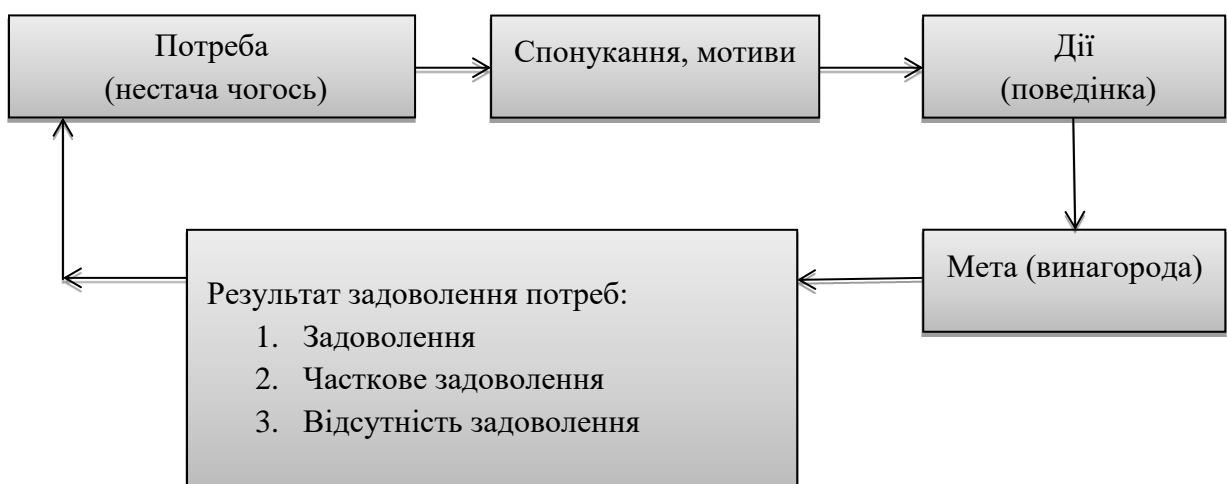 Потреба
(нестача чогось)
Спонукання, мотиви
Дії
(поведінка)
Мета (винагорода)
Результат задоволення потреб:
1. Задоволення
2. Часткове задоволення
3. Відсутність задоволення